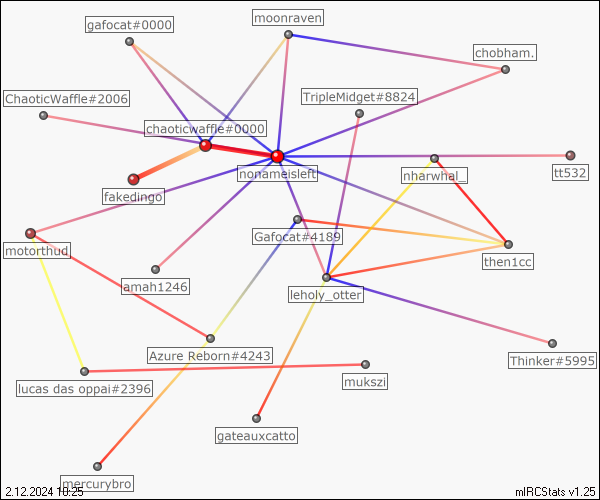 moonraven
gafocat#0000
chobham.
ChaoticWaffle#2006
TripleMidget#8824
chaoticwaffle#0000
nonameisleft
nharwhal_
tt532
fakedingo
Gafocat#4189
motorthud_
then1cc
amah1246
leholy_otter
Azure Reborn#4243
Thinker#5995
lucas das oppai#2396
mukszi
gateauxcatto
mercurybro
2.12.2024 10:25
mIRCStats v1.25